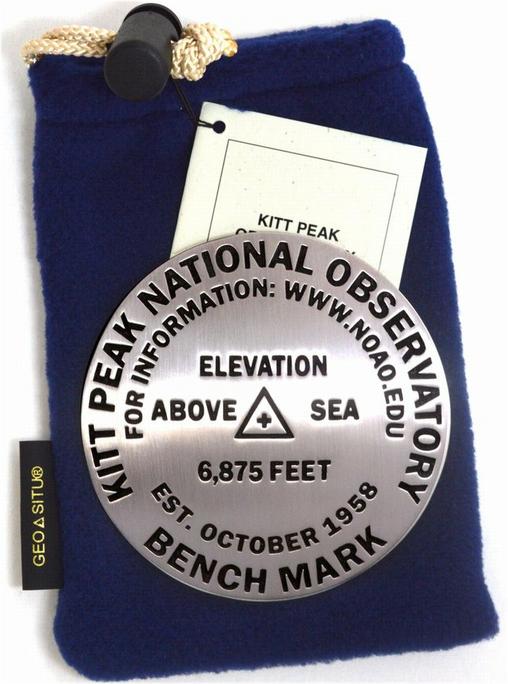 KITT PEAK
KITT PEAK NATIONAL OBSERVATORY
FOR INFORMATION: WWW.NOAO.EDU
ELEVATION
ABOVE SEA
6,875 FEET
EST. OCTOBER 1958
BENCH MARK
GEO△SITU®